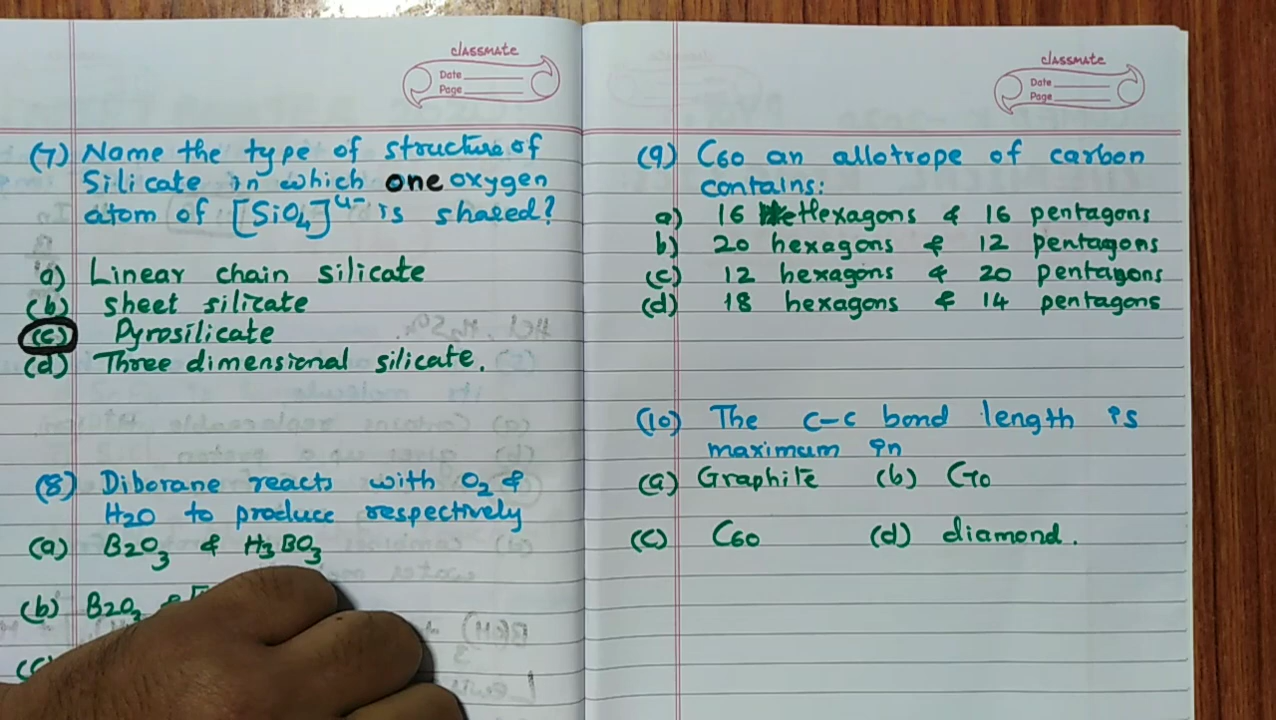 classmate
Date
Page
(7) Name the type of structure of
Silicate in which one oxygen
atom of [SiO4]4- is shared?
a) Linear chain silicate
(b) sheet silicate
(c) Pyrosilicate
(d) Three dimensional silicate.
(8) Diborane reacts with O2 &
H2O to produce respectively
(a) B2O3 & H3BO3
(b) B2O3 &
(c)
classmate
Date
Page
(9) C60 an allotrope of carbon
contains:
a) 16 Hexagons & 16 pentagons
b) 20 hexagons & 12 pentagons
(c) 12 hexagons & 20 pentagons
(d) 18 hexagons & 14 pentagons
(10) The C-C bond length is
maximum in
(a) Graphite (b) C70
(c) C60 (d) diamond.